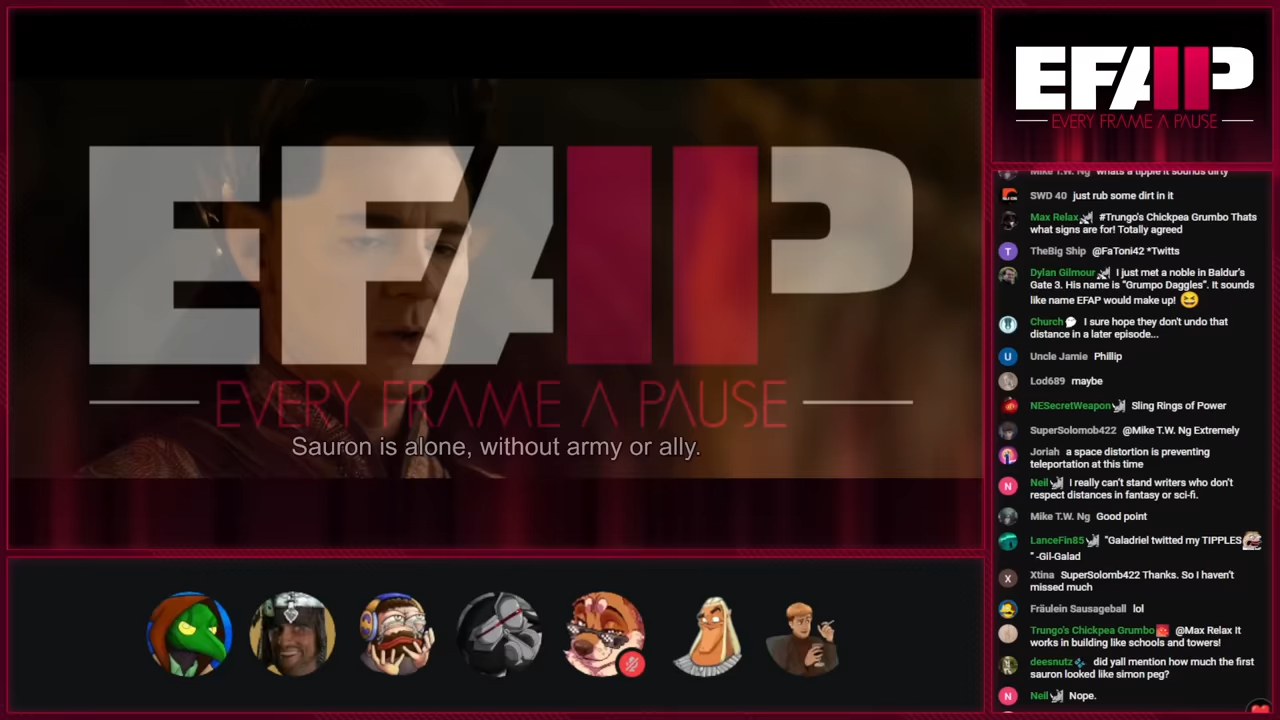 EFAP
EVERY FRAME A PAUSE
Sauron is alone, without army or ally.
EFAP
EVERY FRAME A PAUSE
Mike T.W. Ng whats a tipple it sounds dirty
SWD 40 just rub some dirt in it
Max Relax #Trungo's Chickpea Grumbo Thats
what signs are for! Totally agreed
T
TheBig Ship @FaToni42 *Twitts
Dylan Gilmour I just met a noble in Baldur's
Gate 3. His name is "Grumpo Daggles". It sounds
like name EFAP would make up!
Church I sure hope they don't undo that
distance in a later episode...
U
Uncle Jamie Phillip
Lod689 maybe
NESecretWeapon Sling Rings of Power
SuperSolomob422 @Mike T.W. Ng Extremely
Joriah a space distortion is preventing
teleportation at this time
N
Neil I really can't stand writers who don't
respect distances in fantasy or sci-fi.
Mike T.W. Ng Good point
LanceFin85 "Galadriel twitted my TIPPLES
" -Gil-Galad
X
Xtina SuperSolomb422 Thanks. So I haven't
missed much
Fräulein Sausageball lol
Trungo's Chickpea Grumbo @Max Relax It
works in building like schools and towers!
deesnutz did yall mention how much the first
sauron looked like simon peg?
N
Neil Nope.